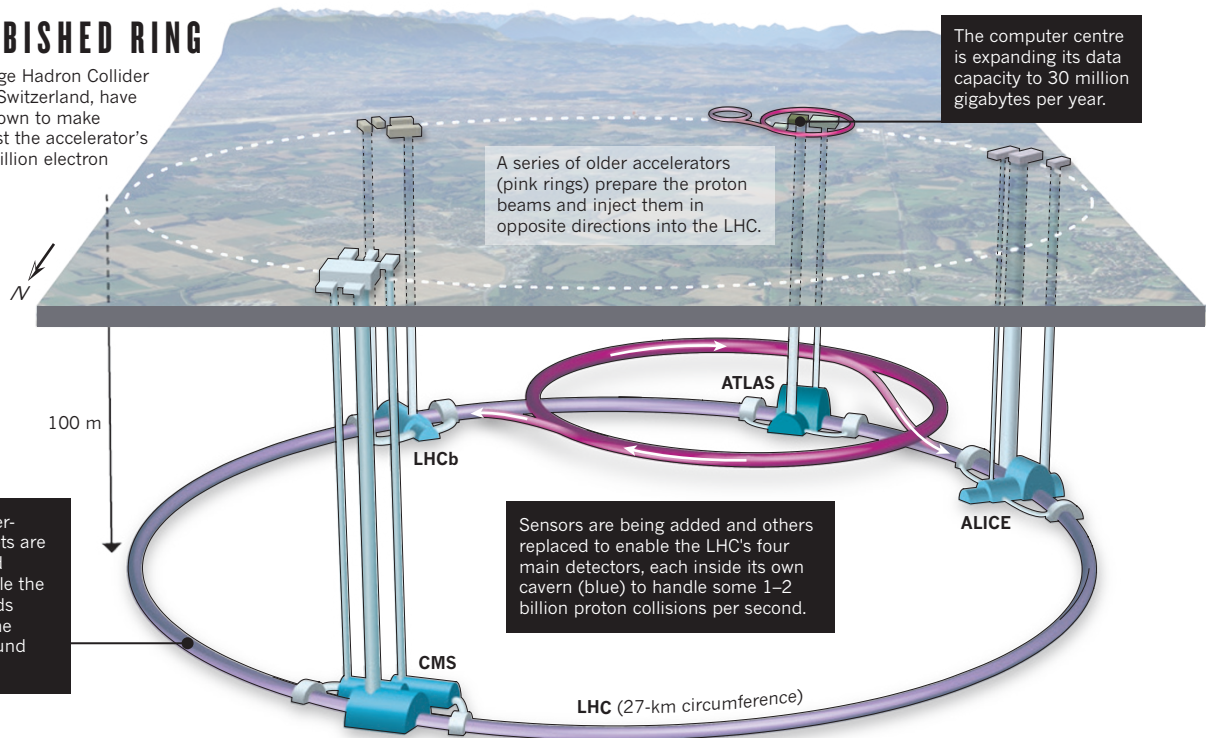 BISHED RING
ge Hadron Collider
Switzerland, have
own to make
st the accelerator's
illion electron
The computer centre
is expanding its data
capacity to 30 million
gigabytes per year.
A series of older accelerators
(pink rings) prepare the proton
beams and inject them in
opposite directions into the LHC.
N
100 m
ATLAS
LHCb
ALICE
er-
ts are
d
le the
ds
he
und
Sensors are being added and others
replaced to enable the LHC's four
main detectors, each inside its own
cavern (blue) to handle some 1–2
billion proton collisions per second.
CMS
LHC (27-km circumference)